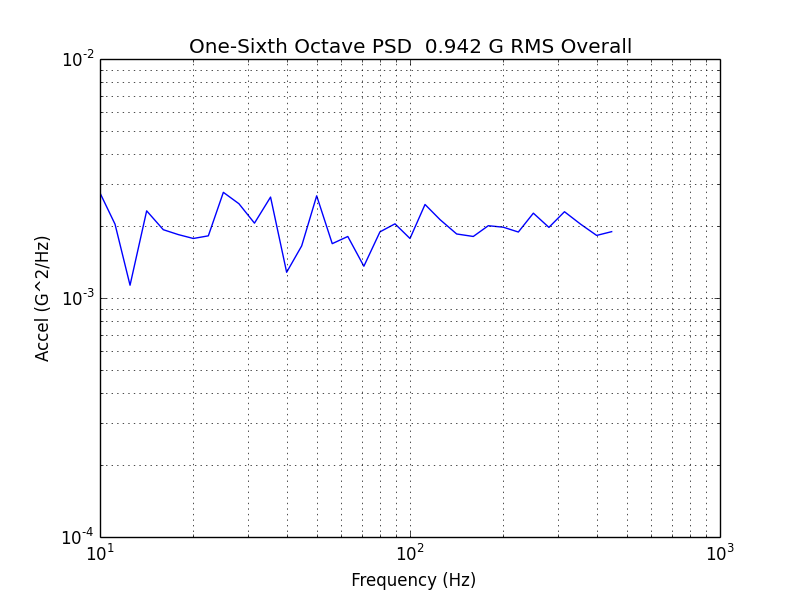 One-Sixth Octave PSD  0.942 G RMS Overall
10^-2
10^-3
10^-4
Accel (G^2/Hz)
10^1
10^2
10^3
Frequency (Hz)